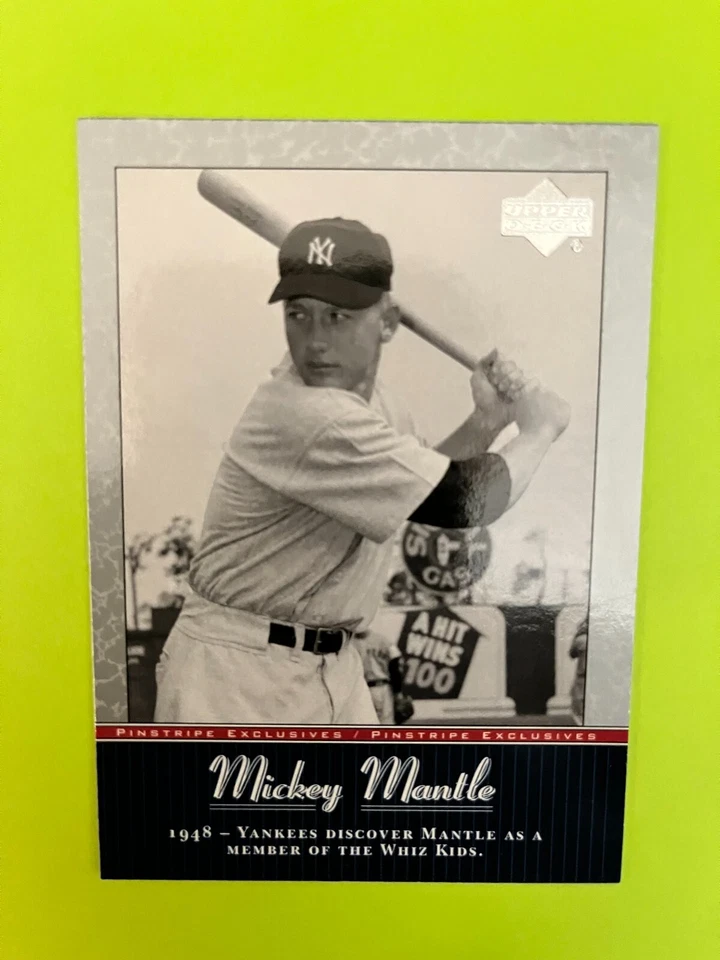 UPPER
DECK
NY
GAS
A HIT
WINS
$100
PINSTRIPE EXCLUSIVES / PINSTRIPE EXCLUSIVES
Mickey Mantle
1948 – YANKEES DISCOVER MANTLE AS A
MEMBER OF THE WHIZ KIDS.